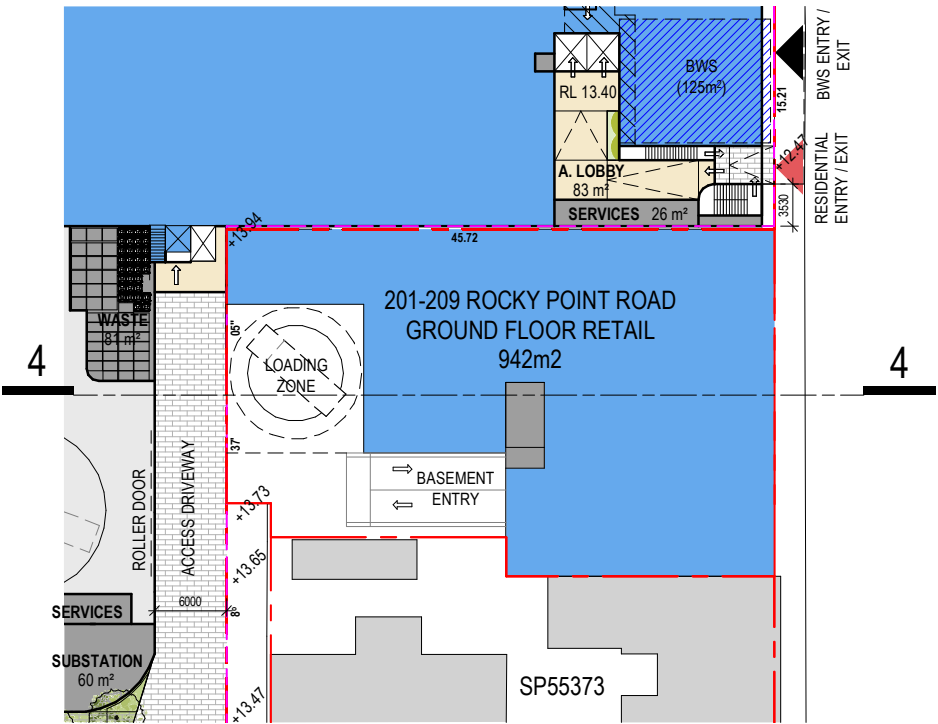 BWS ENTRY /
EXIT
BWS
(125m²)
RL 13.40
15.21
+12.47
RESIDENTIAL
ENTRY / EXIT
A. LOBBY
83 m²
3530
SERVICES 26 m²
+13.94
45.72
201-209 ROCKY POINT ROAD
GROUND FLOOR RETAIL
942m2
WASTE
81 m²
05"
LOADING
ZONE
4
4
37'
ROLLER DOOR
ACCESS DRIVEWAY
BASEMENT
ENTRY
+13.73
+13.65
6000
8°
SERVICES
SUBSTATION
60 m²
SP55373
+13.47